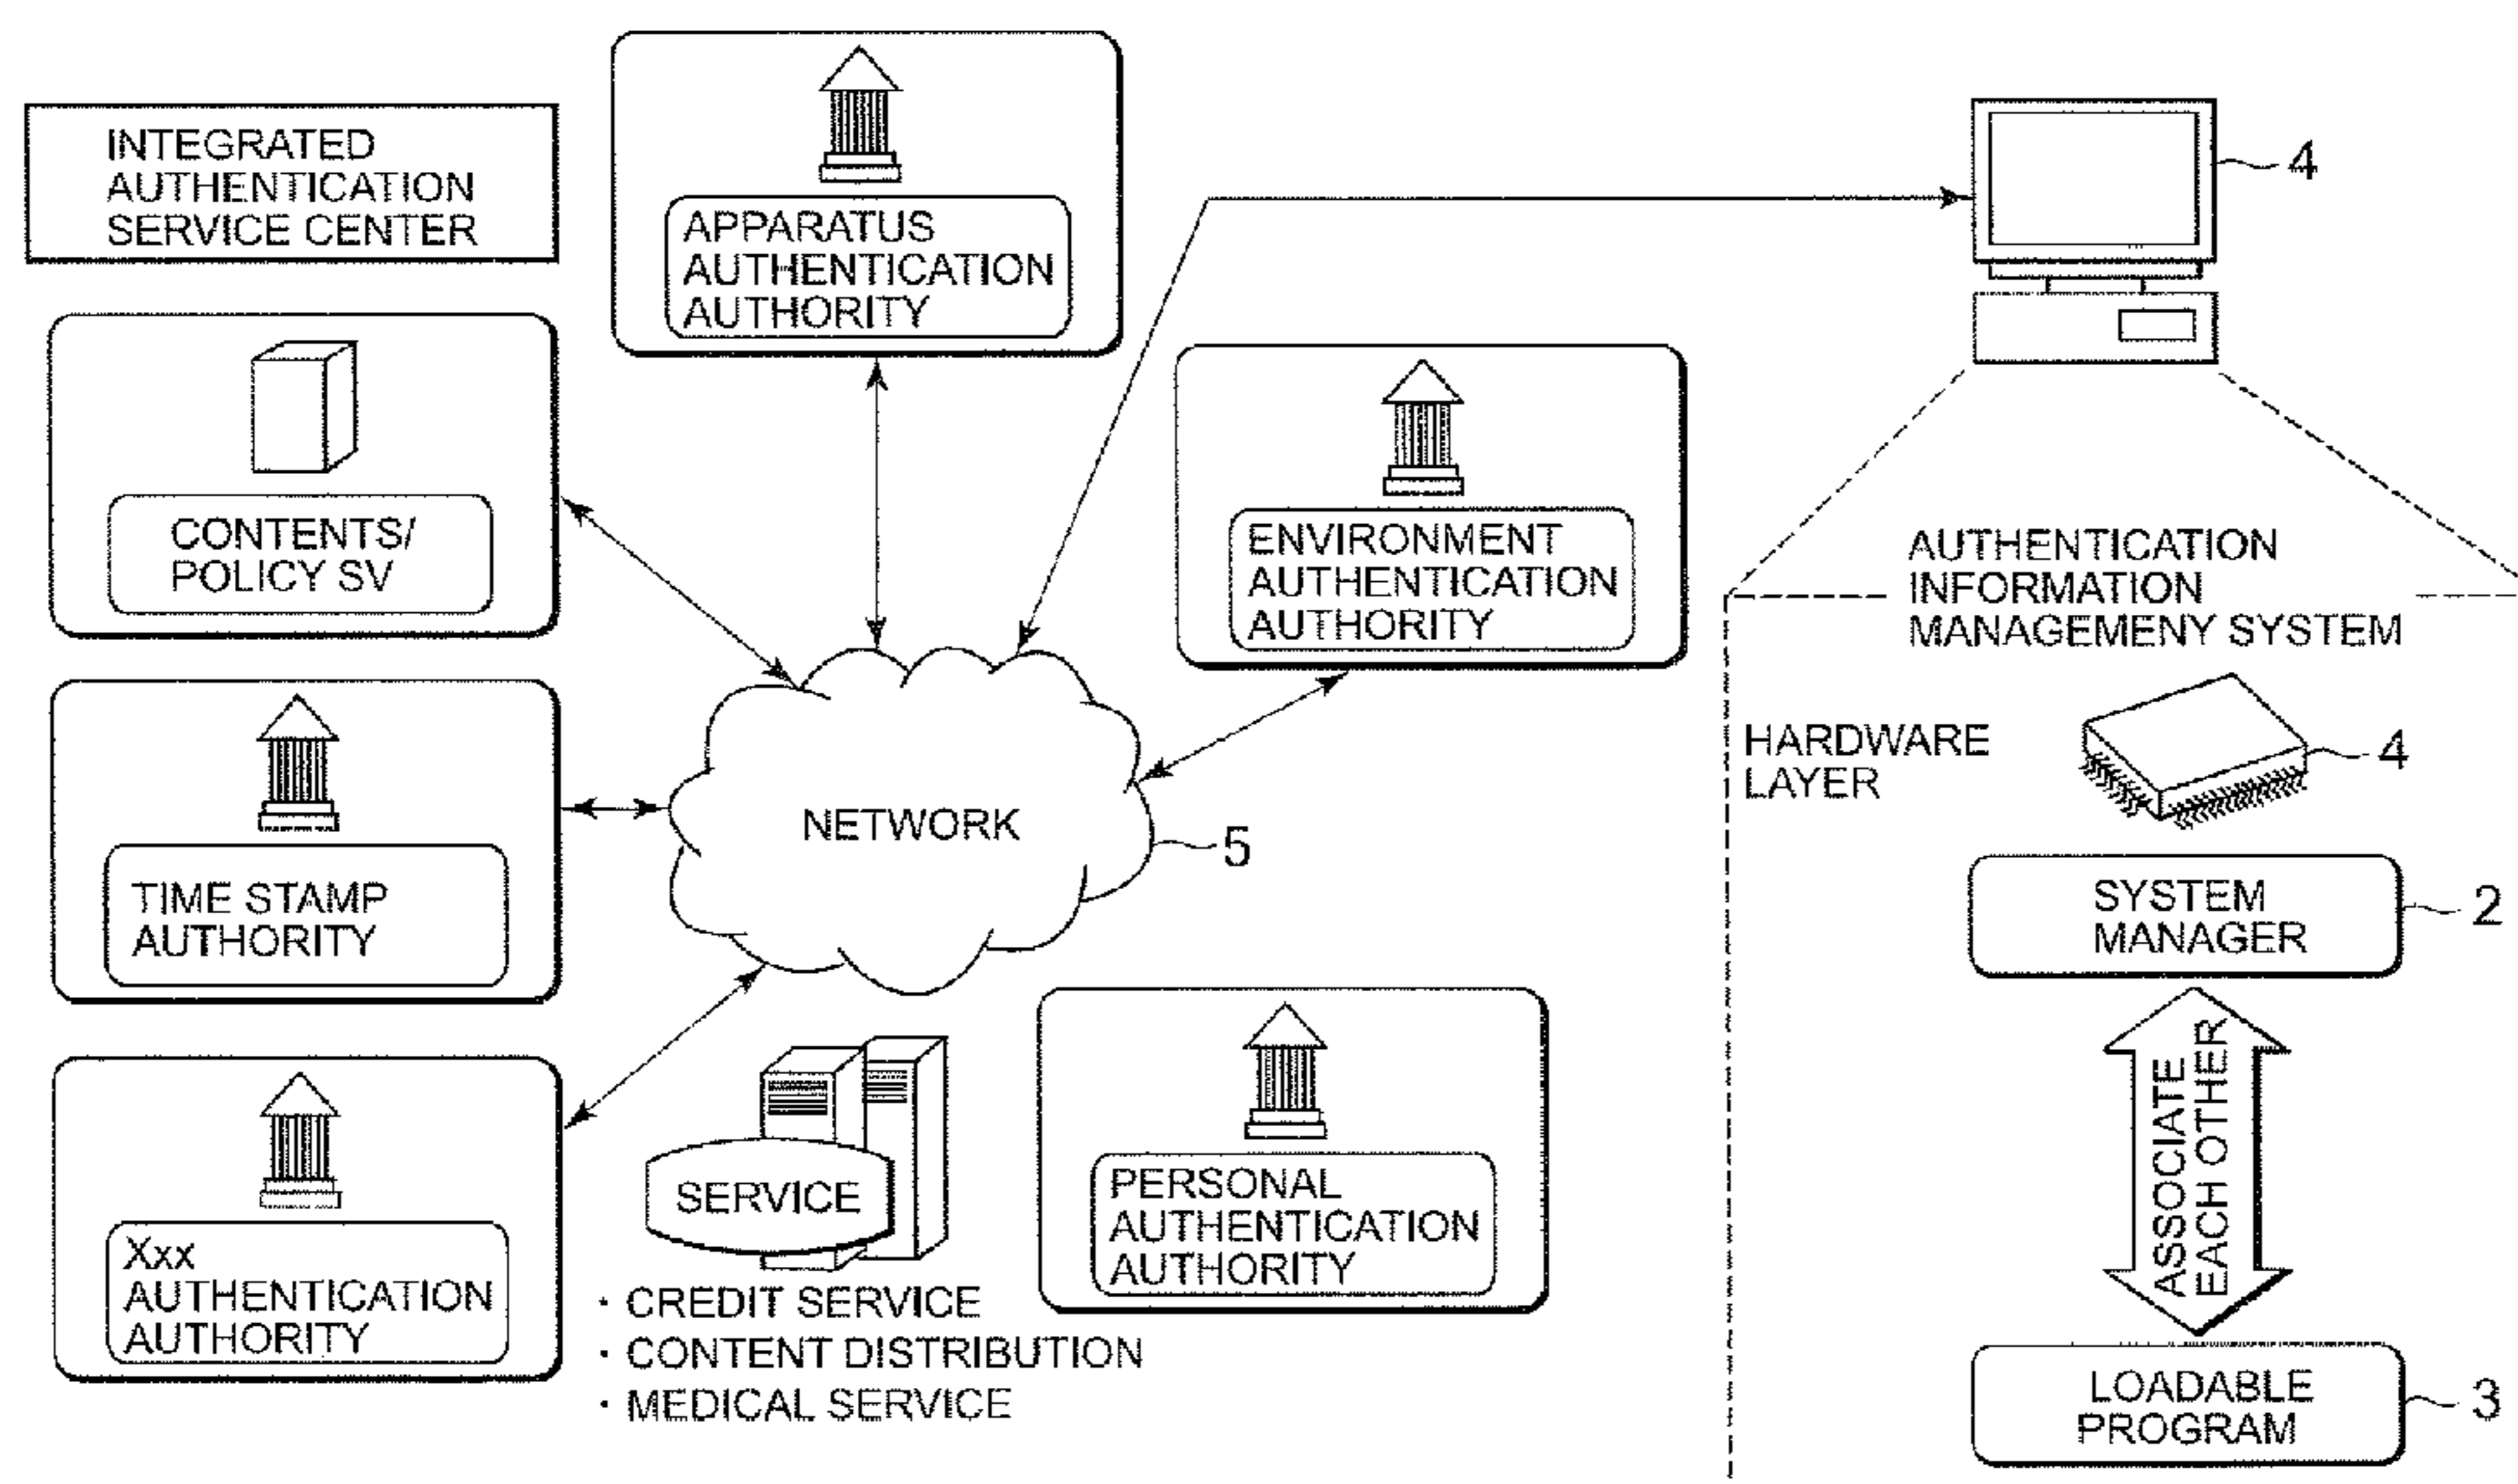 INTEGRATED
AUTHENTICATION
SERVICE CENTER
APPARATUS
AUTHENTICATION
AUTHORITY
4
CONTENTS/
POLICY SV
ENVIRONMENT
AUTHENTICATION
AUTHORITY
AUTHENTICATION
INFORMATION
MANAGEMENY SYSTEM
HARDWARE
LAYER
4
TIME STAMP
AUTHORITY
NETWORK
5
SYSTEM
MANAGER
2
Xxx
AUTHENTICATION
AUTHORITY
SERVICE
· CREDIT SERVICE
· CONTENT DISTRIBUTION
· MEDICAL SERVICE
PERSONAL
AUTHENTICATION
AUTHORITY
ASSOCIATE
EACH OTHER
LOADABLE
PROGRAM
3